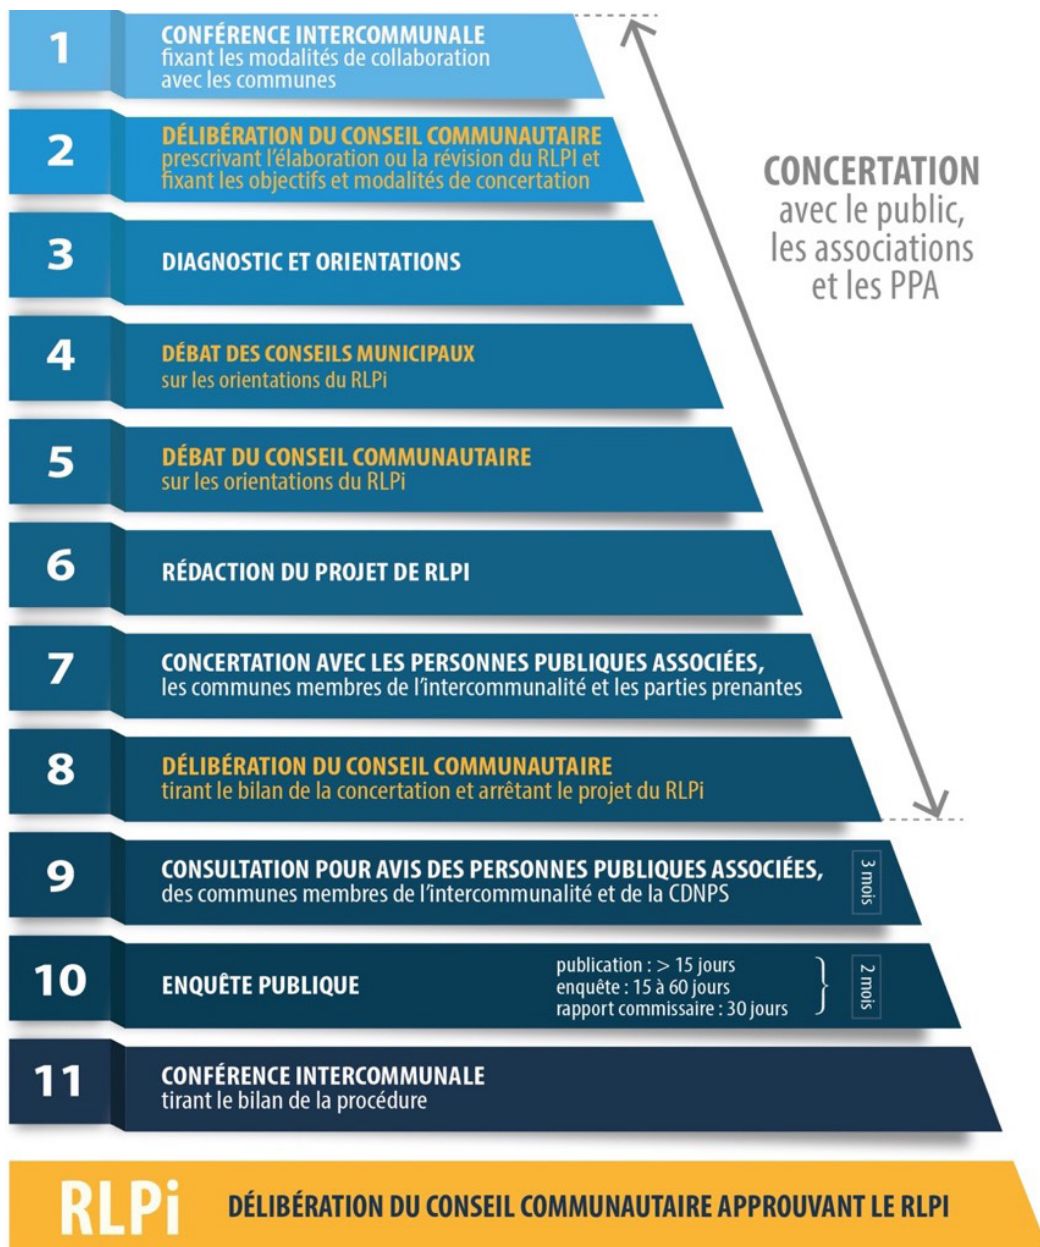 1
CONFÉRENCE INTERCOMMUNALE
fixant les modalités de collaboration
avec les communes
2
DÉLIBÉRATION DU CONSEIL COMMUNAUTAIRE
prescrivant l'élaboration ou la révision du RLPI et
fixant les objectifs et modalités de concertation
3
DIAGNOSTIC ET ORIENTATIONS
4
DÉBAT DES CONSEILS MUNICIPAUX
sur les orientations du RLPi
5
DÉBAT DU CONSEIL COMMUNAUTAIRE
sur les orientations du RLPi
6
RÉDACTION DU PROJET DE RLPI
7
CONCERTATION AVEC LES PERSONNES PUBLIQUES ASSOCIÉES,
les communes membres de l'intercommunalité et les parties prenantes
8
DÉLIBÉRATION DU CONSEIL COMMUNAUTAIRE
tirant le bilan de la concertation et arrêtant le projet du RLPi
CONCERTATION
avec le public,
les associations
et les PPA
9
CONSULTATION POUR AVIS DES PERSONNES PUBLIQUES ASSOCIÉES,
des communes membres de l'intercommunalité et de la CDNPS
3 mois
10
ENQUÊTE PUBLIQUE
publication : > 15 jours
enquête : 15 à 60 jours
rapport commissaire : 30 jours
2 mois
11
CONFÉRENCE INTERCOMMUNALE
tirant le bilan de la procédure
RLPi DÉLIBÉRATION DU CONSEIL COMMUNAUTAIRE APPROUVANT LE RLPI